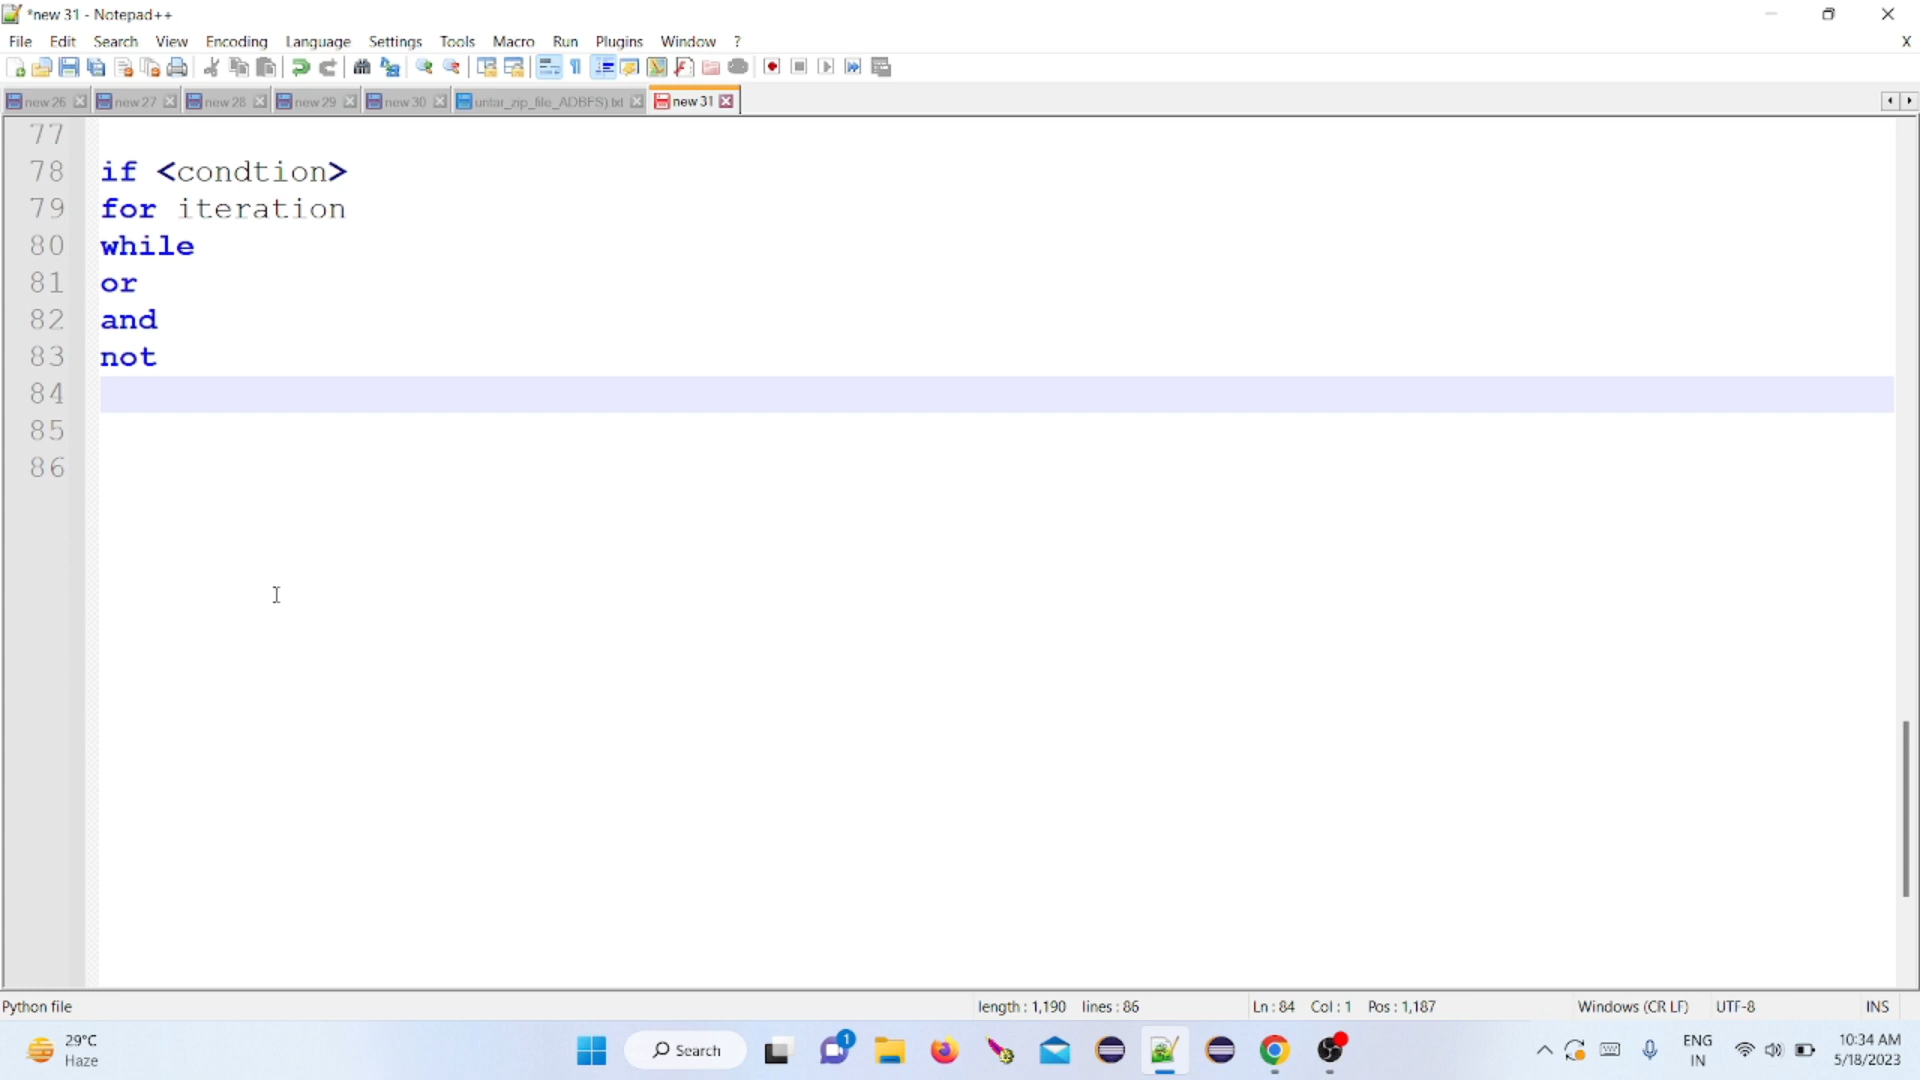 *new 31 - Notepad++
File Edit Search View Encoding Language Settings Tools Macro Run Plugins Window ?
X
new 26 new 27 new 28 new 29 new 30 untar_zip_file_ADBFS).txt new 31
77
78 if <condtion>
79 for iteration
80 while
81 or
82 and
83 not
84
85
86
Python file length : 1,190 lines : 86 Ln : 84 Col : 1 Pos : 1,187 Windows (CR LF) UTF-8 INS
29°C
Haze
Search
1
ENG
IN
10:34 AM
5/18/2023